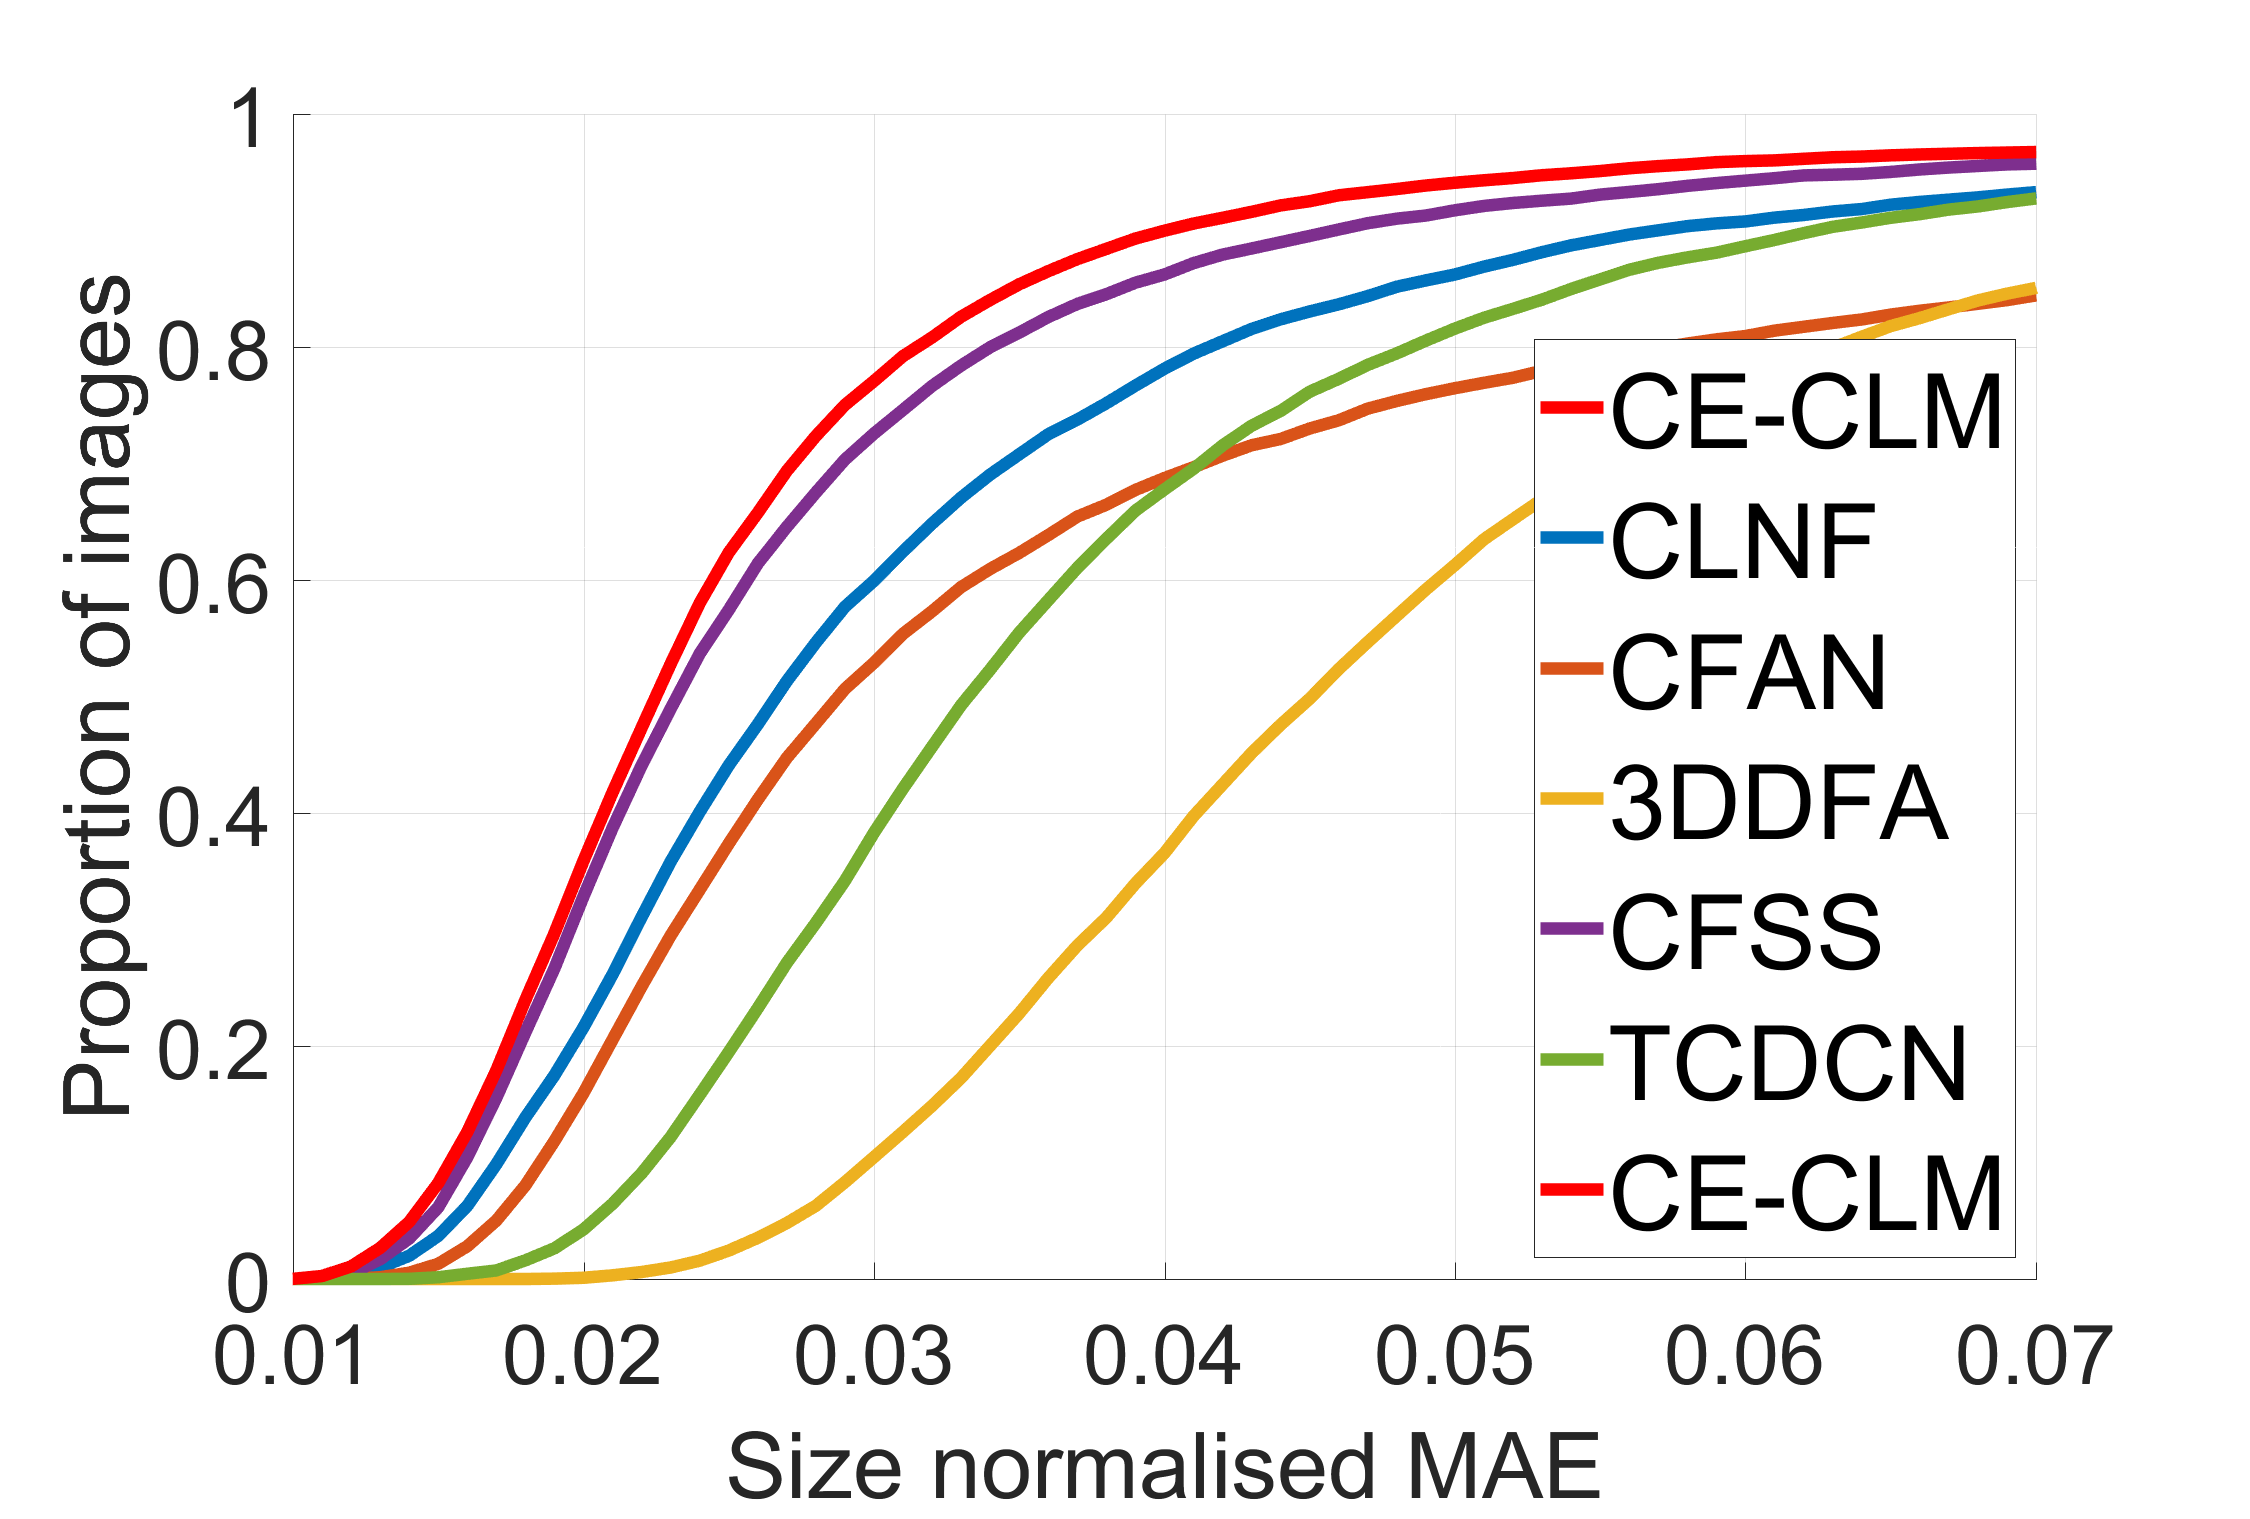 Proportion of images
1
0.8
0.6
0.4
0.2
0
0.01 0.02 0.03 0.04 0.05 0.06 0.07
Size normalised MAE
CE-CLM
CLNF
CFAN
3DDFA
CFSS
TCDCN
CE-CLM